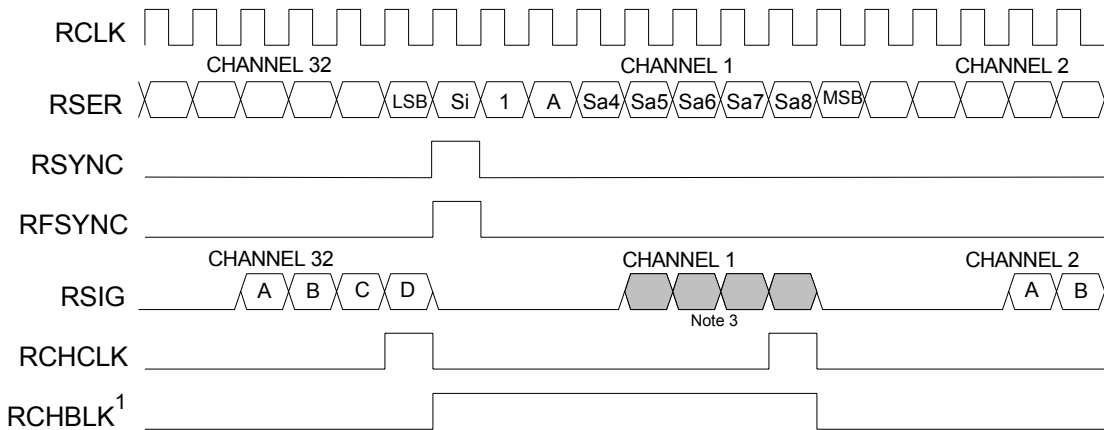 RCLK
CHANNEL 32 CHANNEL 1 CHANNEL 2
RSER LSB Si 1 A Sa4 Sa5 Sa6 Sa7 Sa8 MSB
RSYNC
RFSYNC
CHANNEL 32 CHANNEL 1 CHANNEL 2
RSIG A B C D A B
Note 3
RCHCLK
RCHBLK1